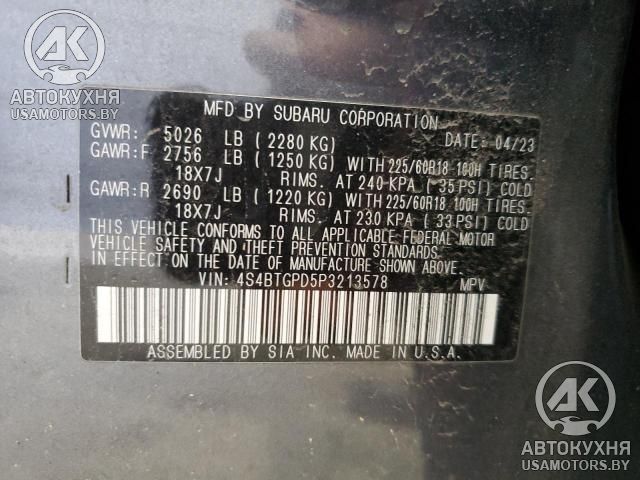 AK
АВТОКУХНЯ
USAMOTORS.BY
MFD BY SUBARU CORPORATION
GVWR: 5026 LB ( 2280 KG) DATE: 04/23
GAWR:F 2756 LB ( 1250 KG) WITH 225/60R18 100H TIRES.
18X7J RIMS. AT 240 KPA ( 35 PSI) COLD
GAWR:R 2690 LB ( 1220 KG) WITH 225/60R18 100H TIRES.
18X7J RIMS. AT 230 KPA ( 33 PSI) COLD
THIS VEHICLE CONFORMS TO ALL APPLICABLE FEDERAL MOTOR
VEHICLE SAFETY AND THEFT PREVENTION STANDARDS
IN EFFECT ON THE DATE OF MANUFACTURE SHOWN ABOVE.
VIN: 4S4BTGPD5P3213578 MPV
ASSEMBLED BY SIA INC. MADE IN U.S.A.
AK
АВТОКУХНЯ
USAMOTORS.BY